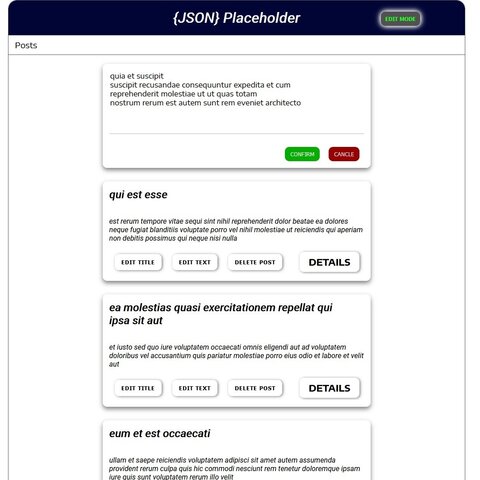 {JSON} Placeholder
EDIT MODE
Posts
quia et suscipit
suscipit recusandae consequuntur expedita et cum
reprehenderit molestiae ut ut quas totam
nostrum rerum est autem sunt rem eveniet architecto
CONFIRM
CANCLE
qui est esse
est rerum tempore vitae sequi sint nihil reprehenderit dolor beatae ea dolores
neque fugiat blanditiis voluptate porro vel nihil molestiae ut reiciendis qui aperiam
non debitis possimus qui neque nisi nulla
EDIT TITLE
EDIT TEXT
DELETE POST
DETAILS
ea molestias quasi exercitationem repellat qui
ipsa sit aut
et iusto sed quo iure voluptatem occaecati omnis eligendi aut ad voluptatem
doloribus vel accusantium quis pariatur molestiae porro eius odio et labore et velit
aut
EDIT TITLE
EDIT TEXT
DELETE POST
DETAILS
eum et est occaecati
ullam et saepe reiciendis voluptatem adipisci sit amet autem assumenda
provident rerum culpa quis hic commodi nesciunt rem tenetur doloremque ipsam
iure quis sunt voluptatem rerum illo velit